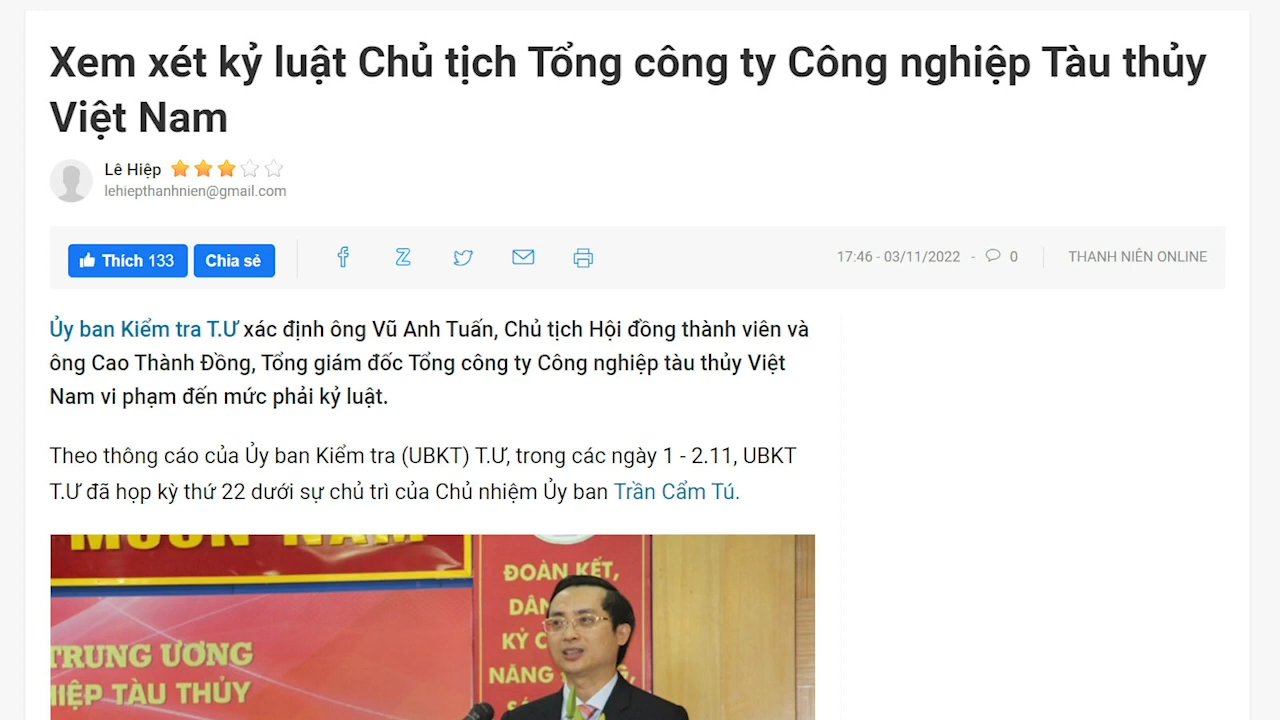 Xem xét kỷ luật Chủ tịch Tổng công ty Công nghiệp Tàu thủy
Việt Nam
Lê Hiệp
lehiepthanhnien@gmail.com
Thích 133
Chia sẻ
17:46 - 03/11/2022 - 0
THANH NIÊN ONLINE
Ủy ban Kiểm tra T.Ư xác định ông Vũ Anh Tuấn, Chủ tịch Hội đồng thành viên và
ông Cao Thành Đồng, Tổng giám đốc Tổng công ty Công nghiệp tàu thủy Việt
Nam vi phạm đến mức phải kỷ luật.
Theo thông cáo của Ủy ban Kiểm tra (UBKT) T.Ư, trong các ngày 1 - 2.11, UBKT
T.Ư đã họp kỳ thứ 22 dưới sự chủ trì của Chủ nhiệm Ủy ban Trần Cẩm Tú.
ĐOÀN KẾT,
DÂN
KỶ C
NĂNG
TRUNG ƯƠNG
TÀU THỦY